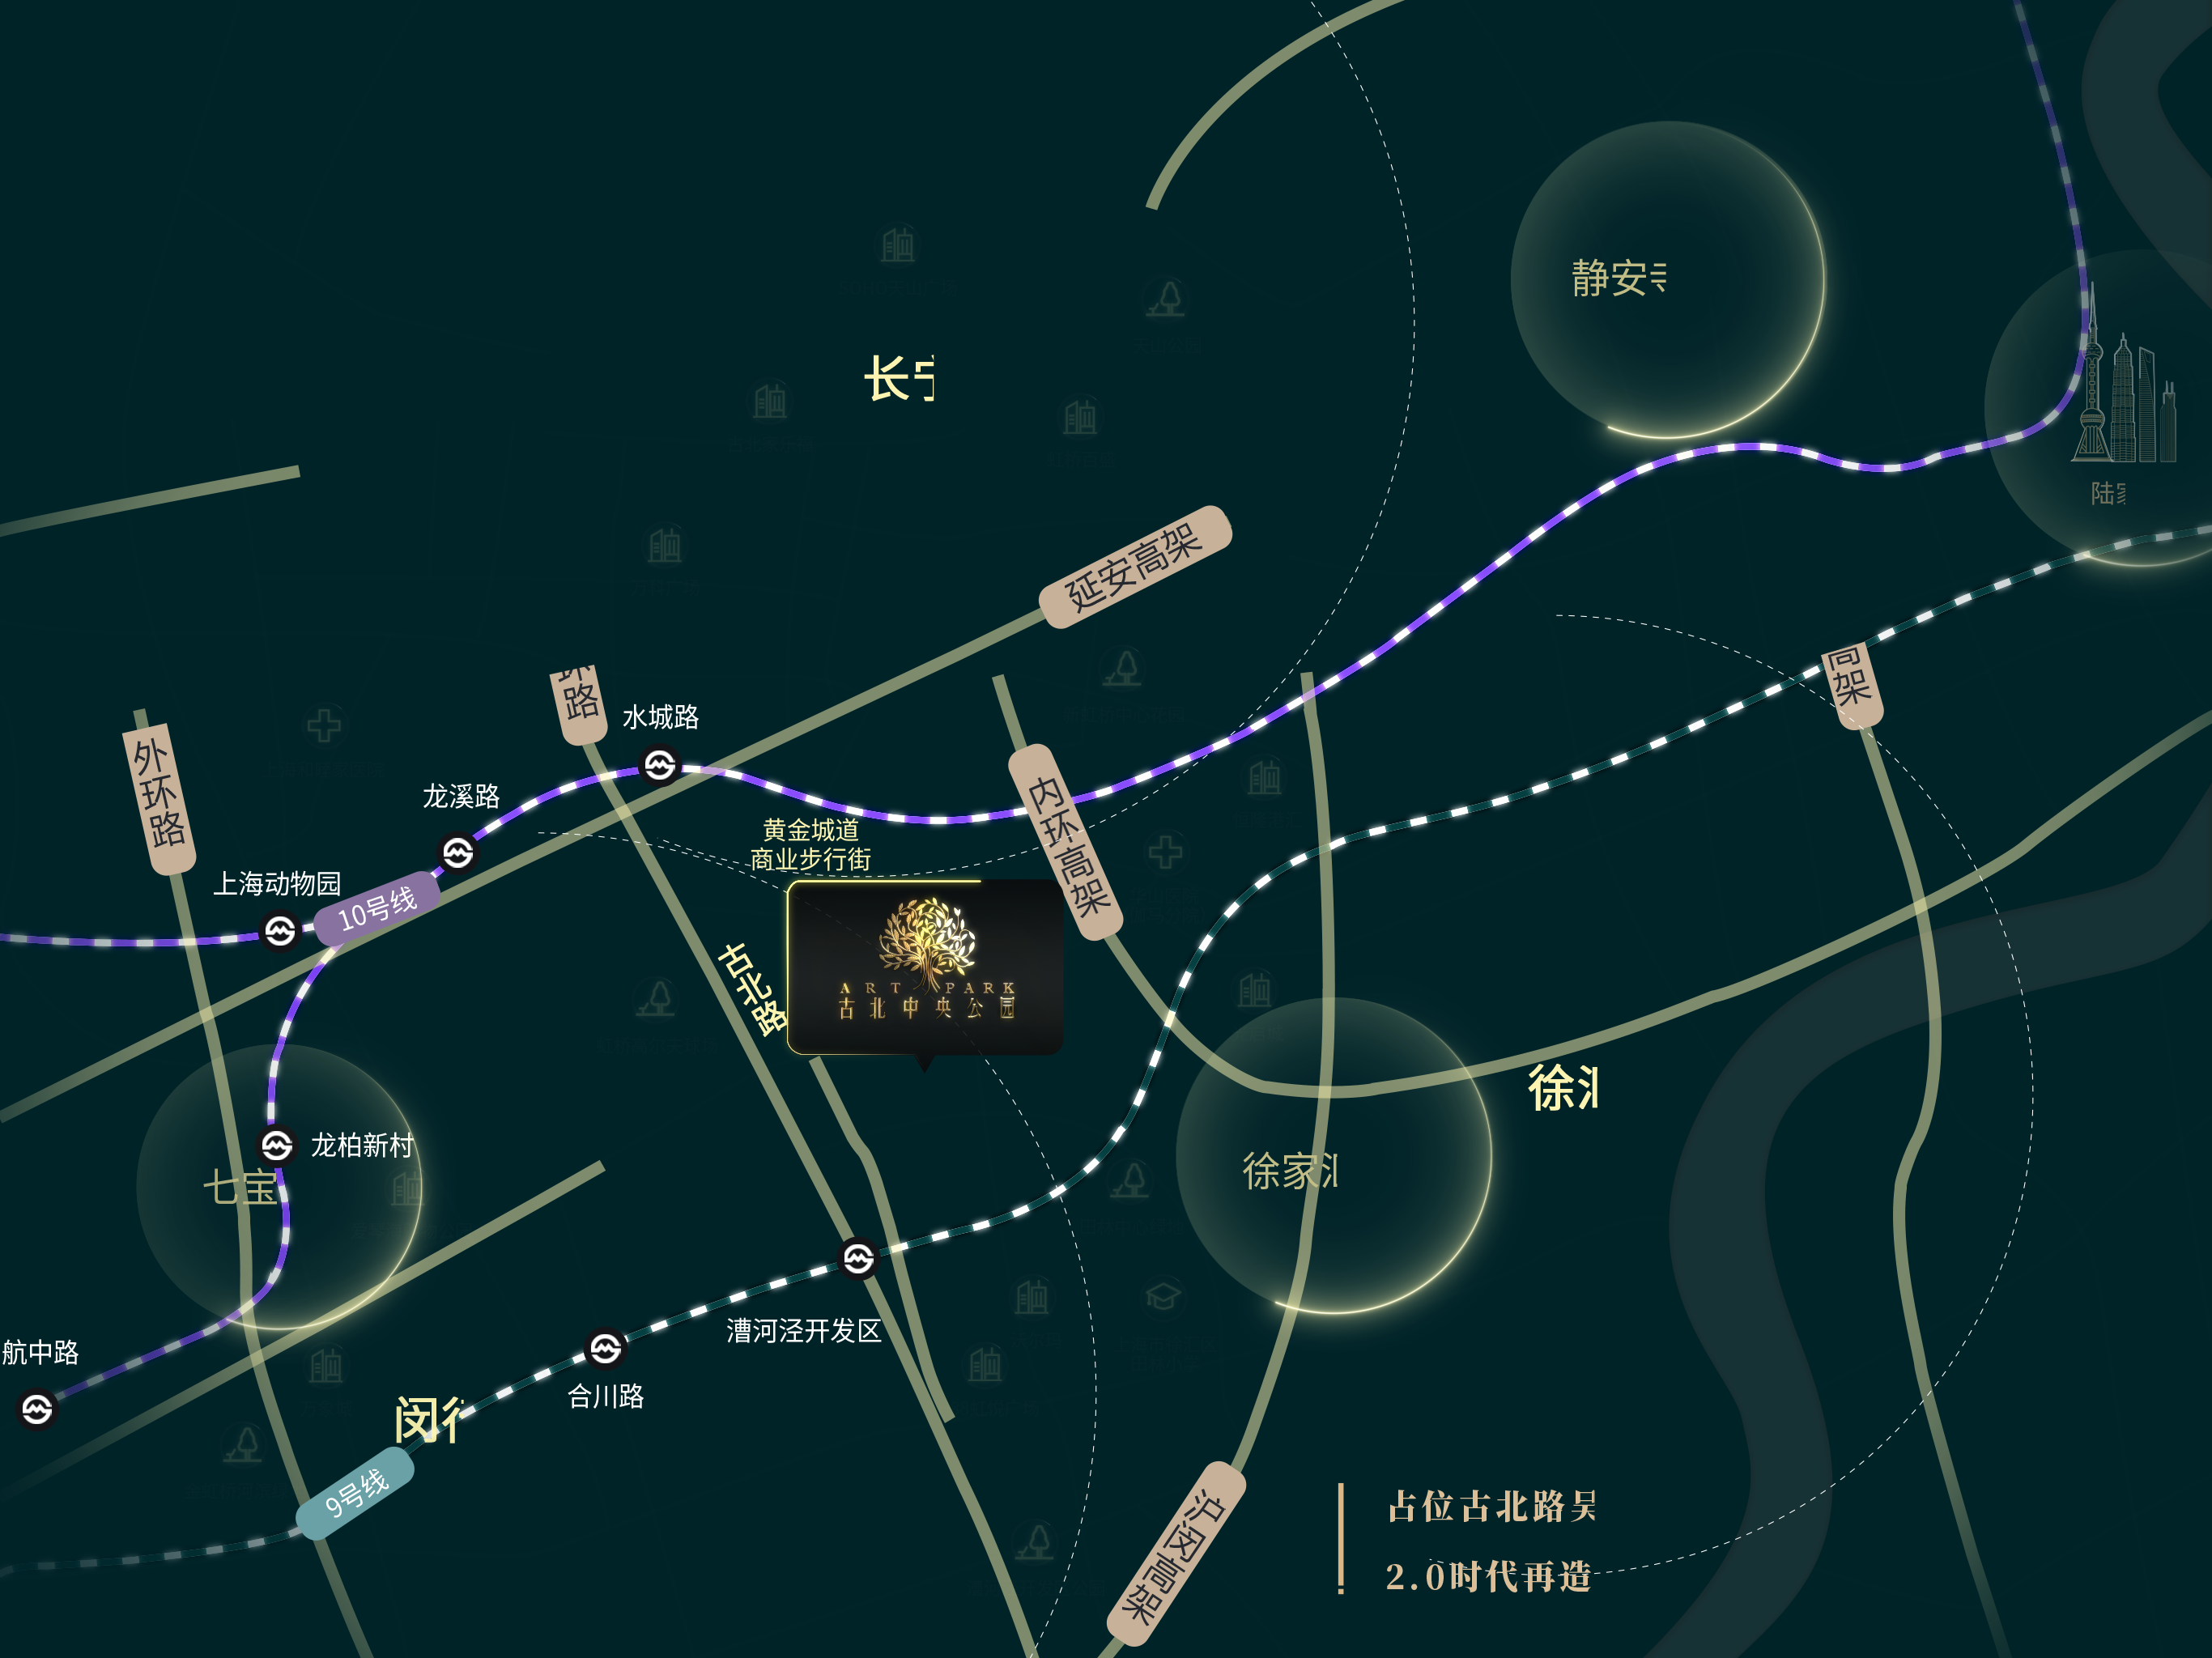 静安
长宁
陆
延安高架
高架
环路
水城路
外环路
龙溪路
内环高架
黄金城道
商业步行街
上海动物园
10号线
古北路
ART PARK
古北中央公园
徐汇
龙柏新村
徐家汇
七宝
漕河泾开发区
航中路
合川路
闵行
9号线
沪闵高架
占位古北路
2.0时代再造